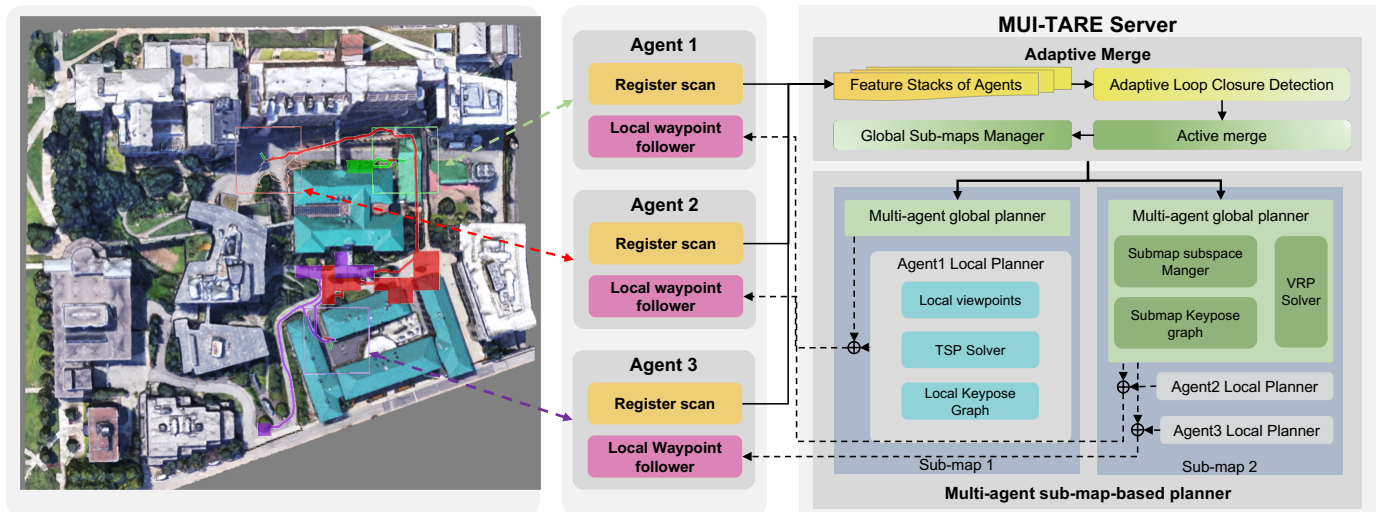 Agent 1
Register scan
Local waypoint
follower
Agent 2
Register scan
Local waypoint
follower
Agent 3
Register scan
Local Waypoint
follower
MUI-TARE Server
Adaptive Merge
Feature Stacks of Agents
Adaptive Loop Closure Detection
Global Sub-maps Manager
Active merge
Multi-agent global planner
Agent1 Local Planner
Local viewpoints
TSP Solver
Local Keypose
Graph
Sub-map 1
Multi-agent global planner
Submap subspace
Manger
Submap Keypose
graph
VRP
Solver
Agent2 Local Planner
Agent3 Local Planner
Sub-map 2
Multi-agent sub-map-based planner